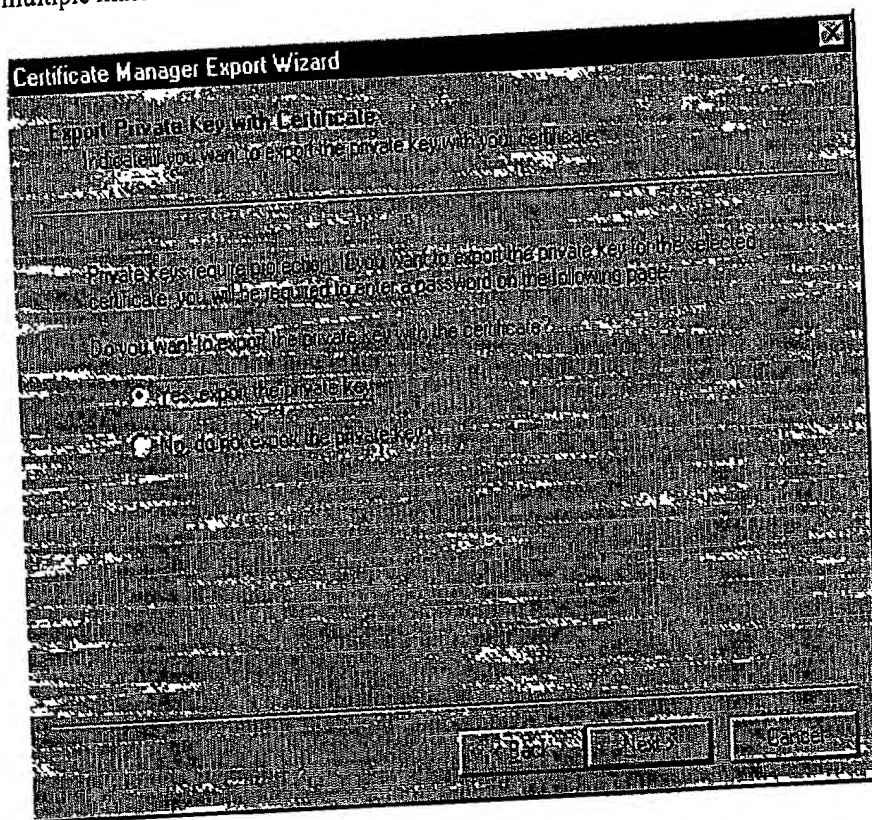 multiple
Certificate Manager Export Wizard
Export Private Key with Certificate
Indicate if you want to export the private key with your certificate.
Private keys require protection. If you want to export the private key for the selected
certificate, you will be required to enter a password on the following page.
Do you want to export the private key with the certificate?
Yes, export the private key
No, do not export the private key
< Back
Next >
Cancel